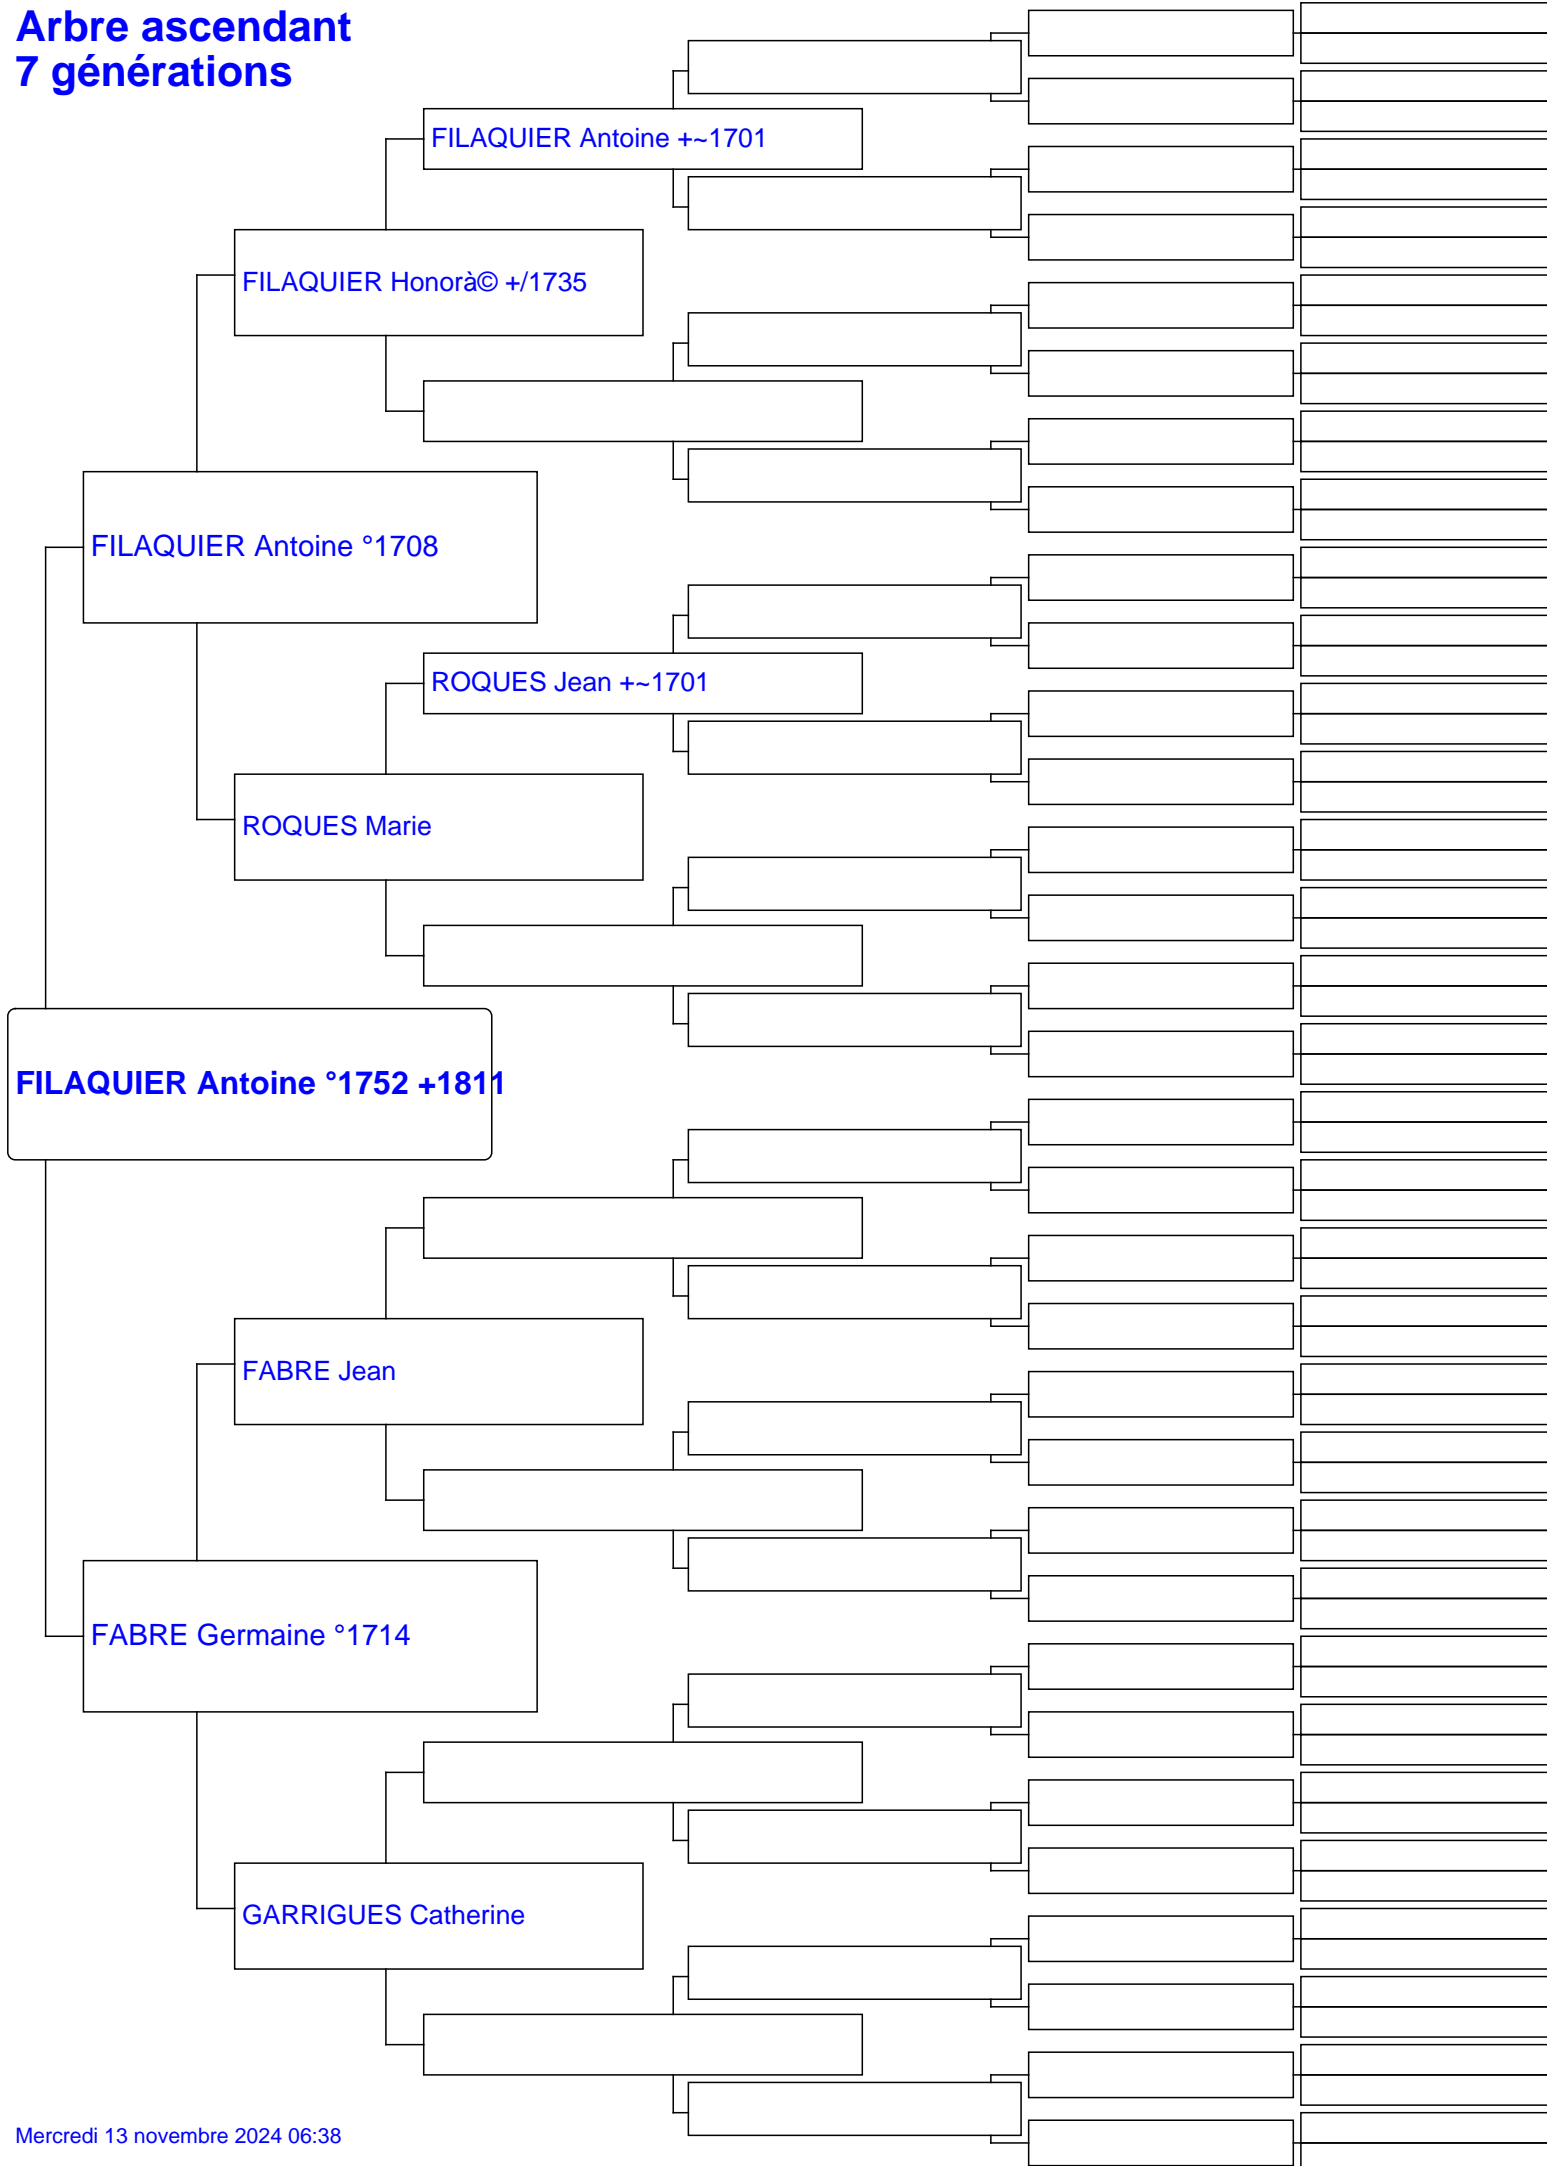 Arbre ascendant
7 générations
FILAQUIER Antoine +~1701
FILAQUIER Honorà© +/1735
FILAQUIER Antoine °1708
ROQUES Jean +~1701
ROQUES Marie
FILAQUIER Antoine °1752 +1811
FABRE Jean
FABRE Germaine °1714
GARRIGUES Catherine
Mercredi 13 novembre 2024 06:38